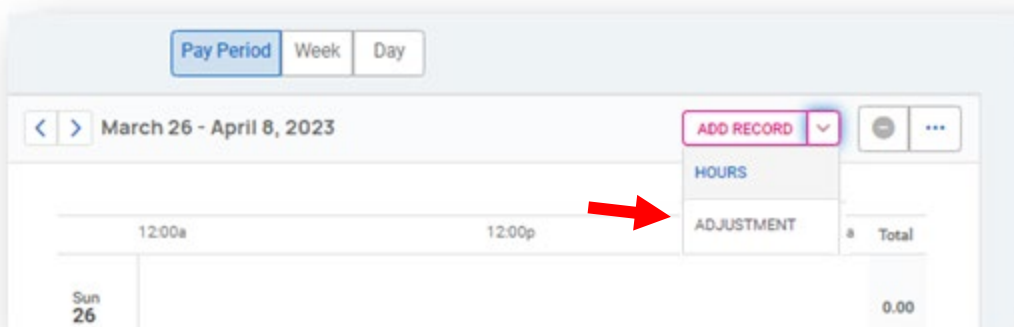 Pay Period Week Day
March 26 - April 8, 2023 ADD RECORD
HOURS
ADJUSTMENT
12:00a 12:00p a Total
Sun
26 0.00